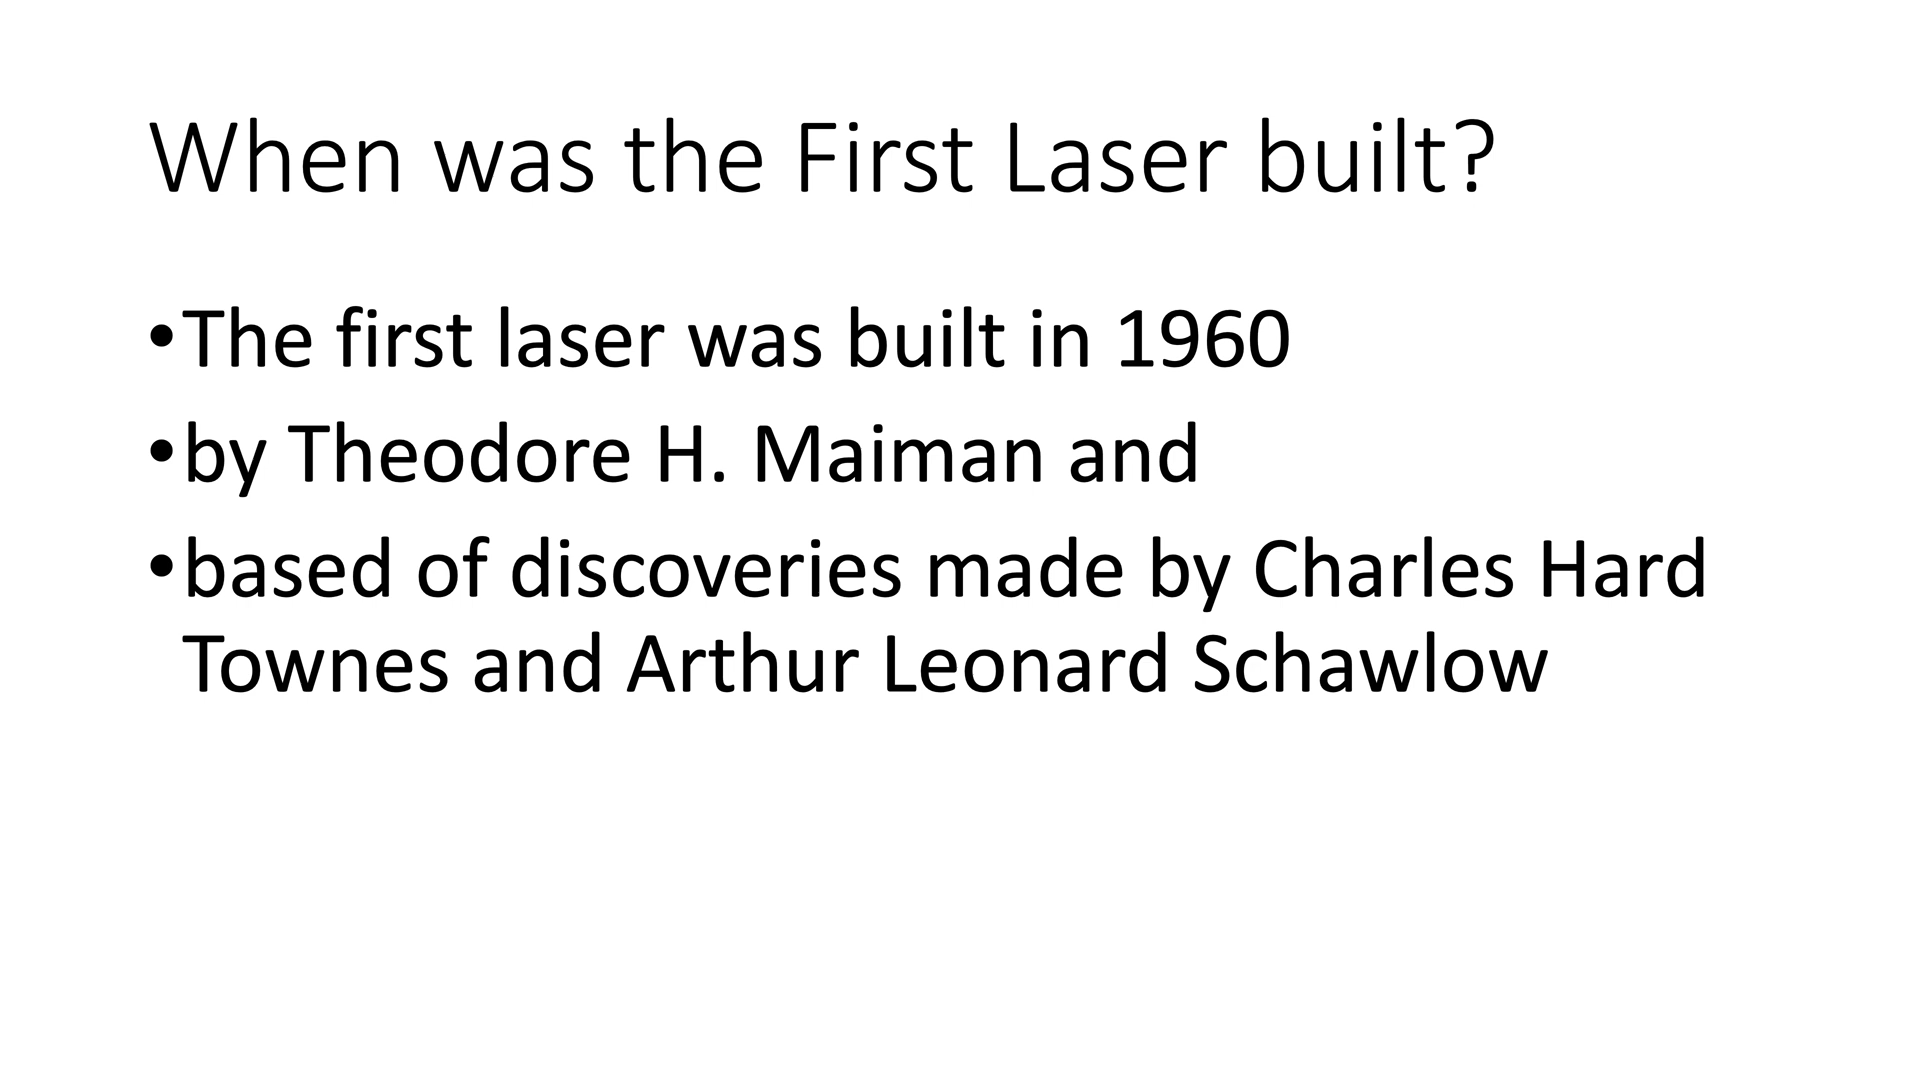 When was the First Laser built?
•The first laser was built in 1960
•by Theodore H. Maiman and
•based of discoveries made by Charles Hard
Townes and Arthur Leonard Schawlow